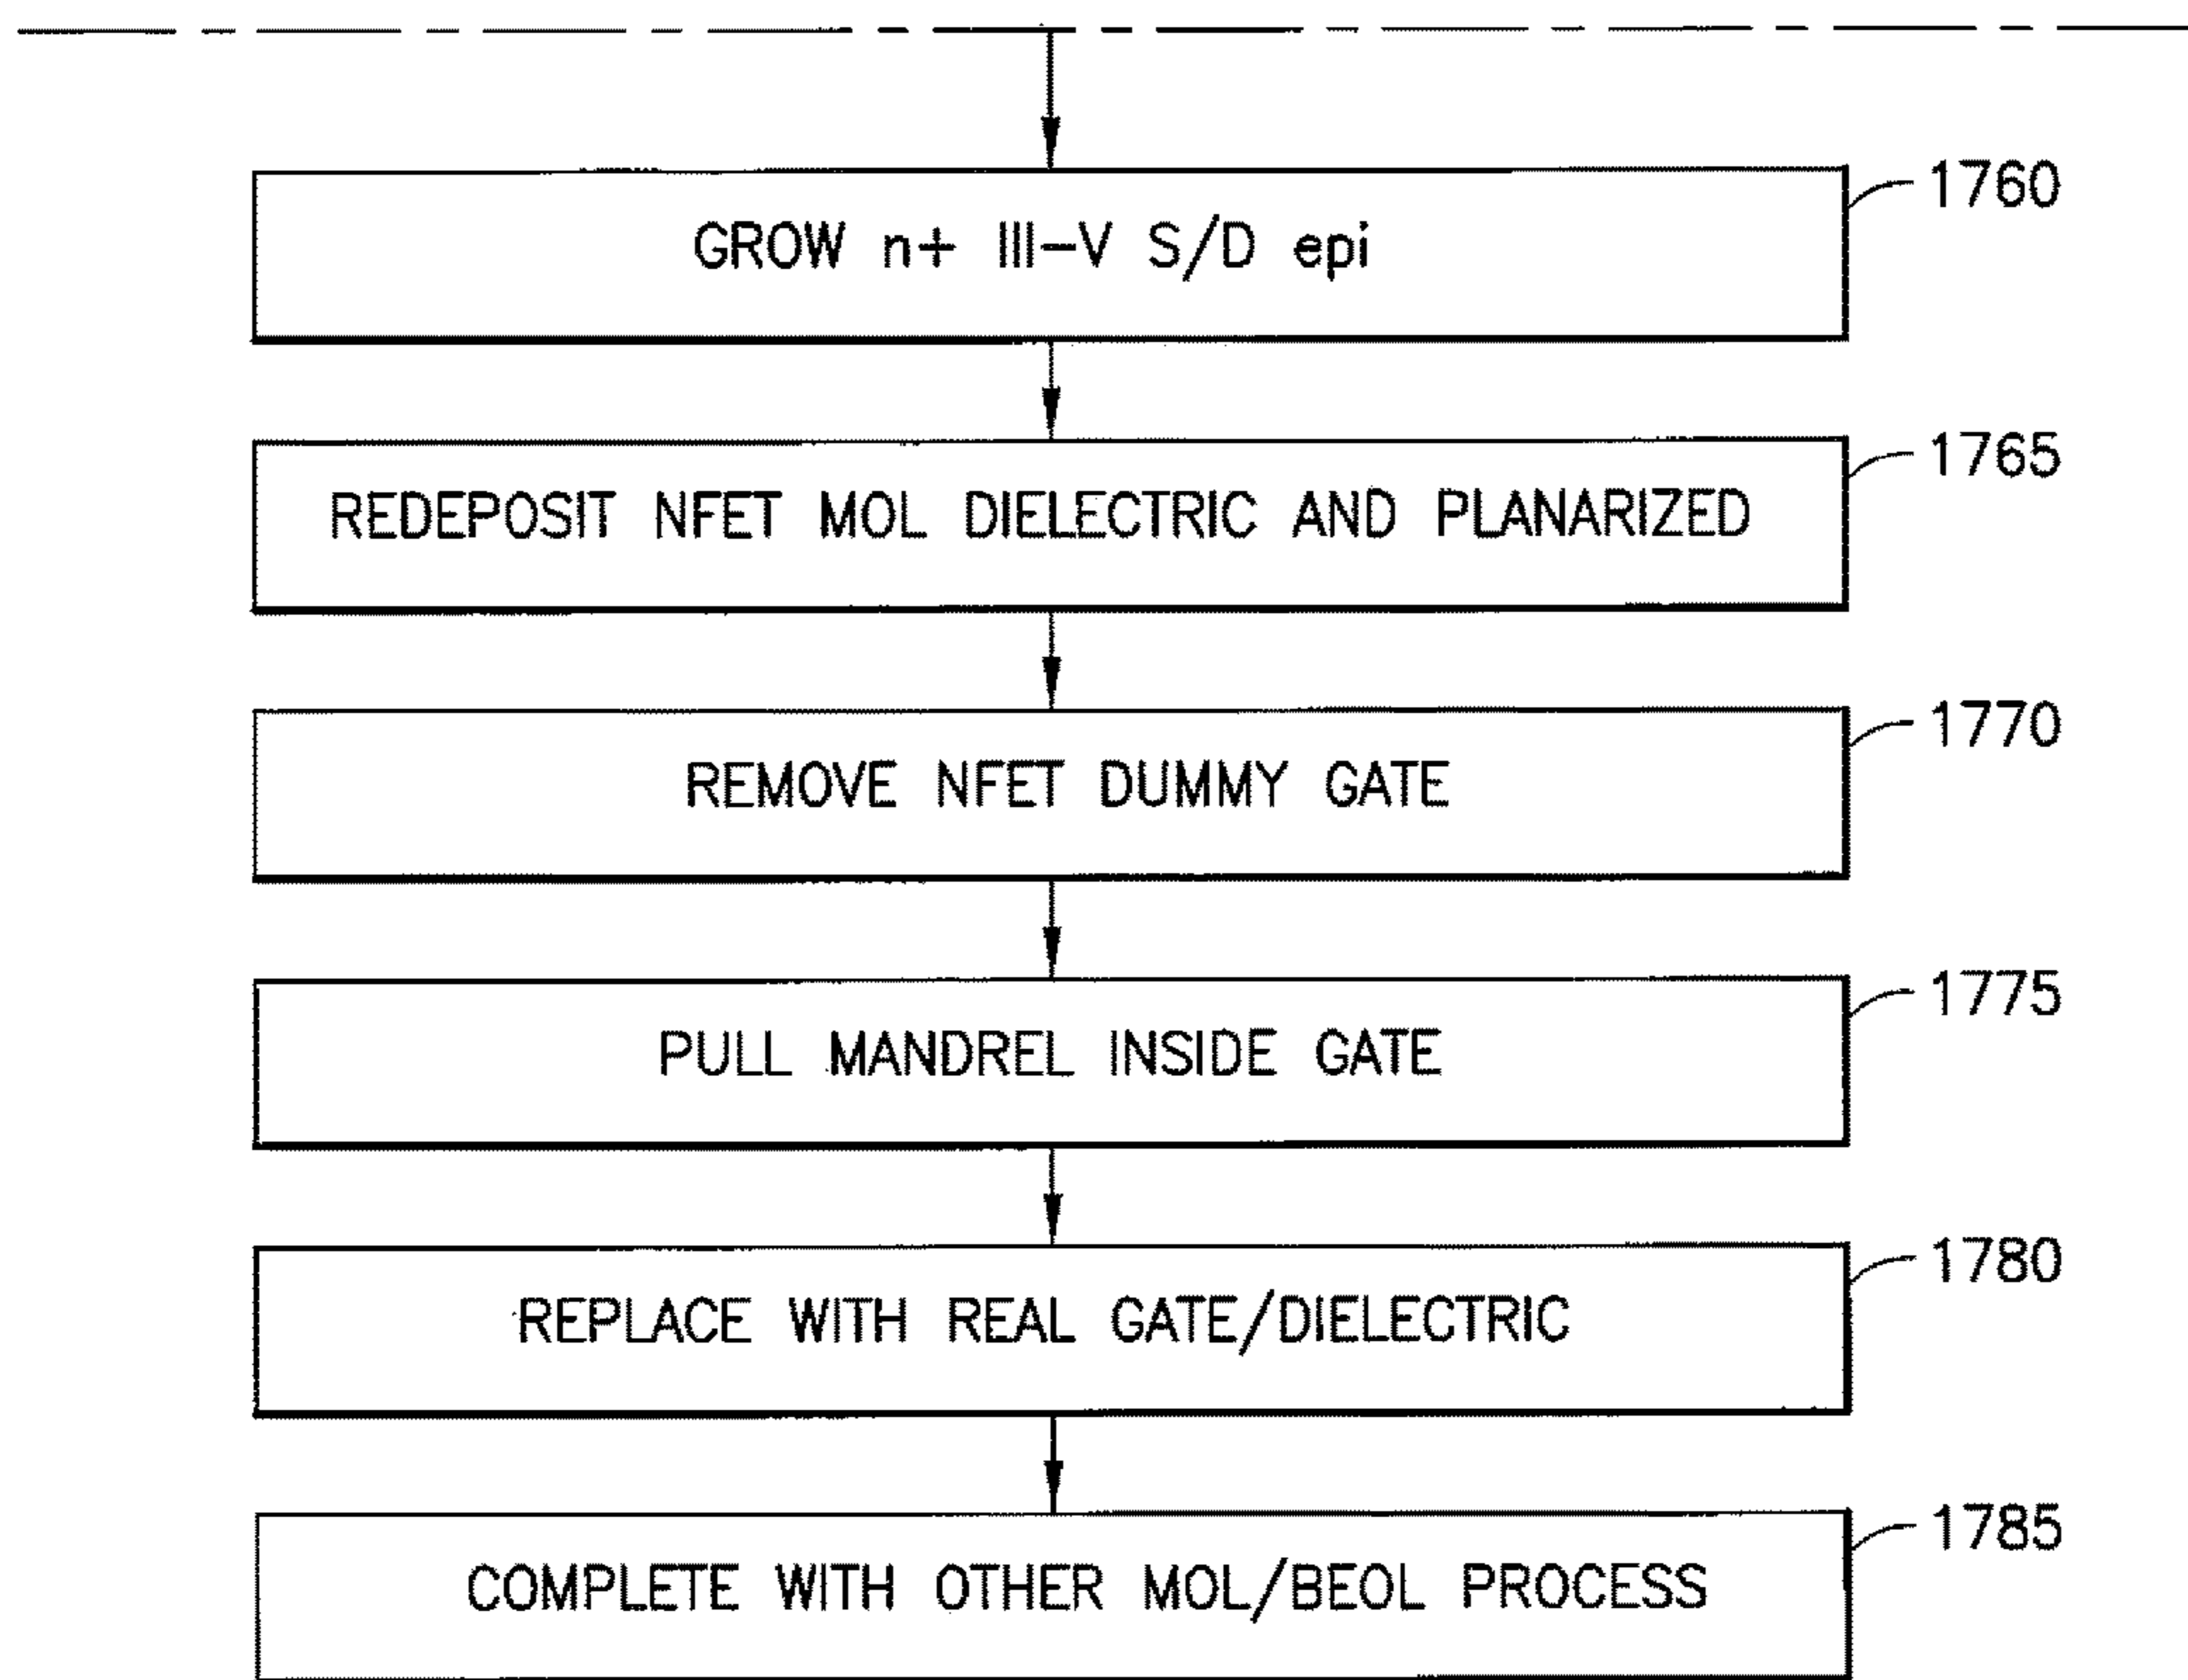 GROW n+ III-V S/D epi
1760
REDEPOSIT NFET MOL DIELECTRIC AND PLANARIZED
1765
REMOVE NFET DUMMY GATE
1770
PULL MANDREL INSIDE GATE
1775
REPLACE WITH REAL GATE/DIELECTRIC
1780
COMPLETE WITH OTHER MOL/BEOL PROCESS
1785